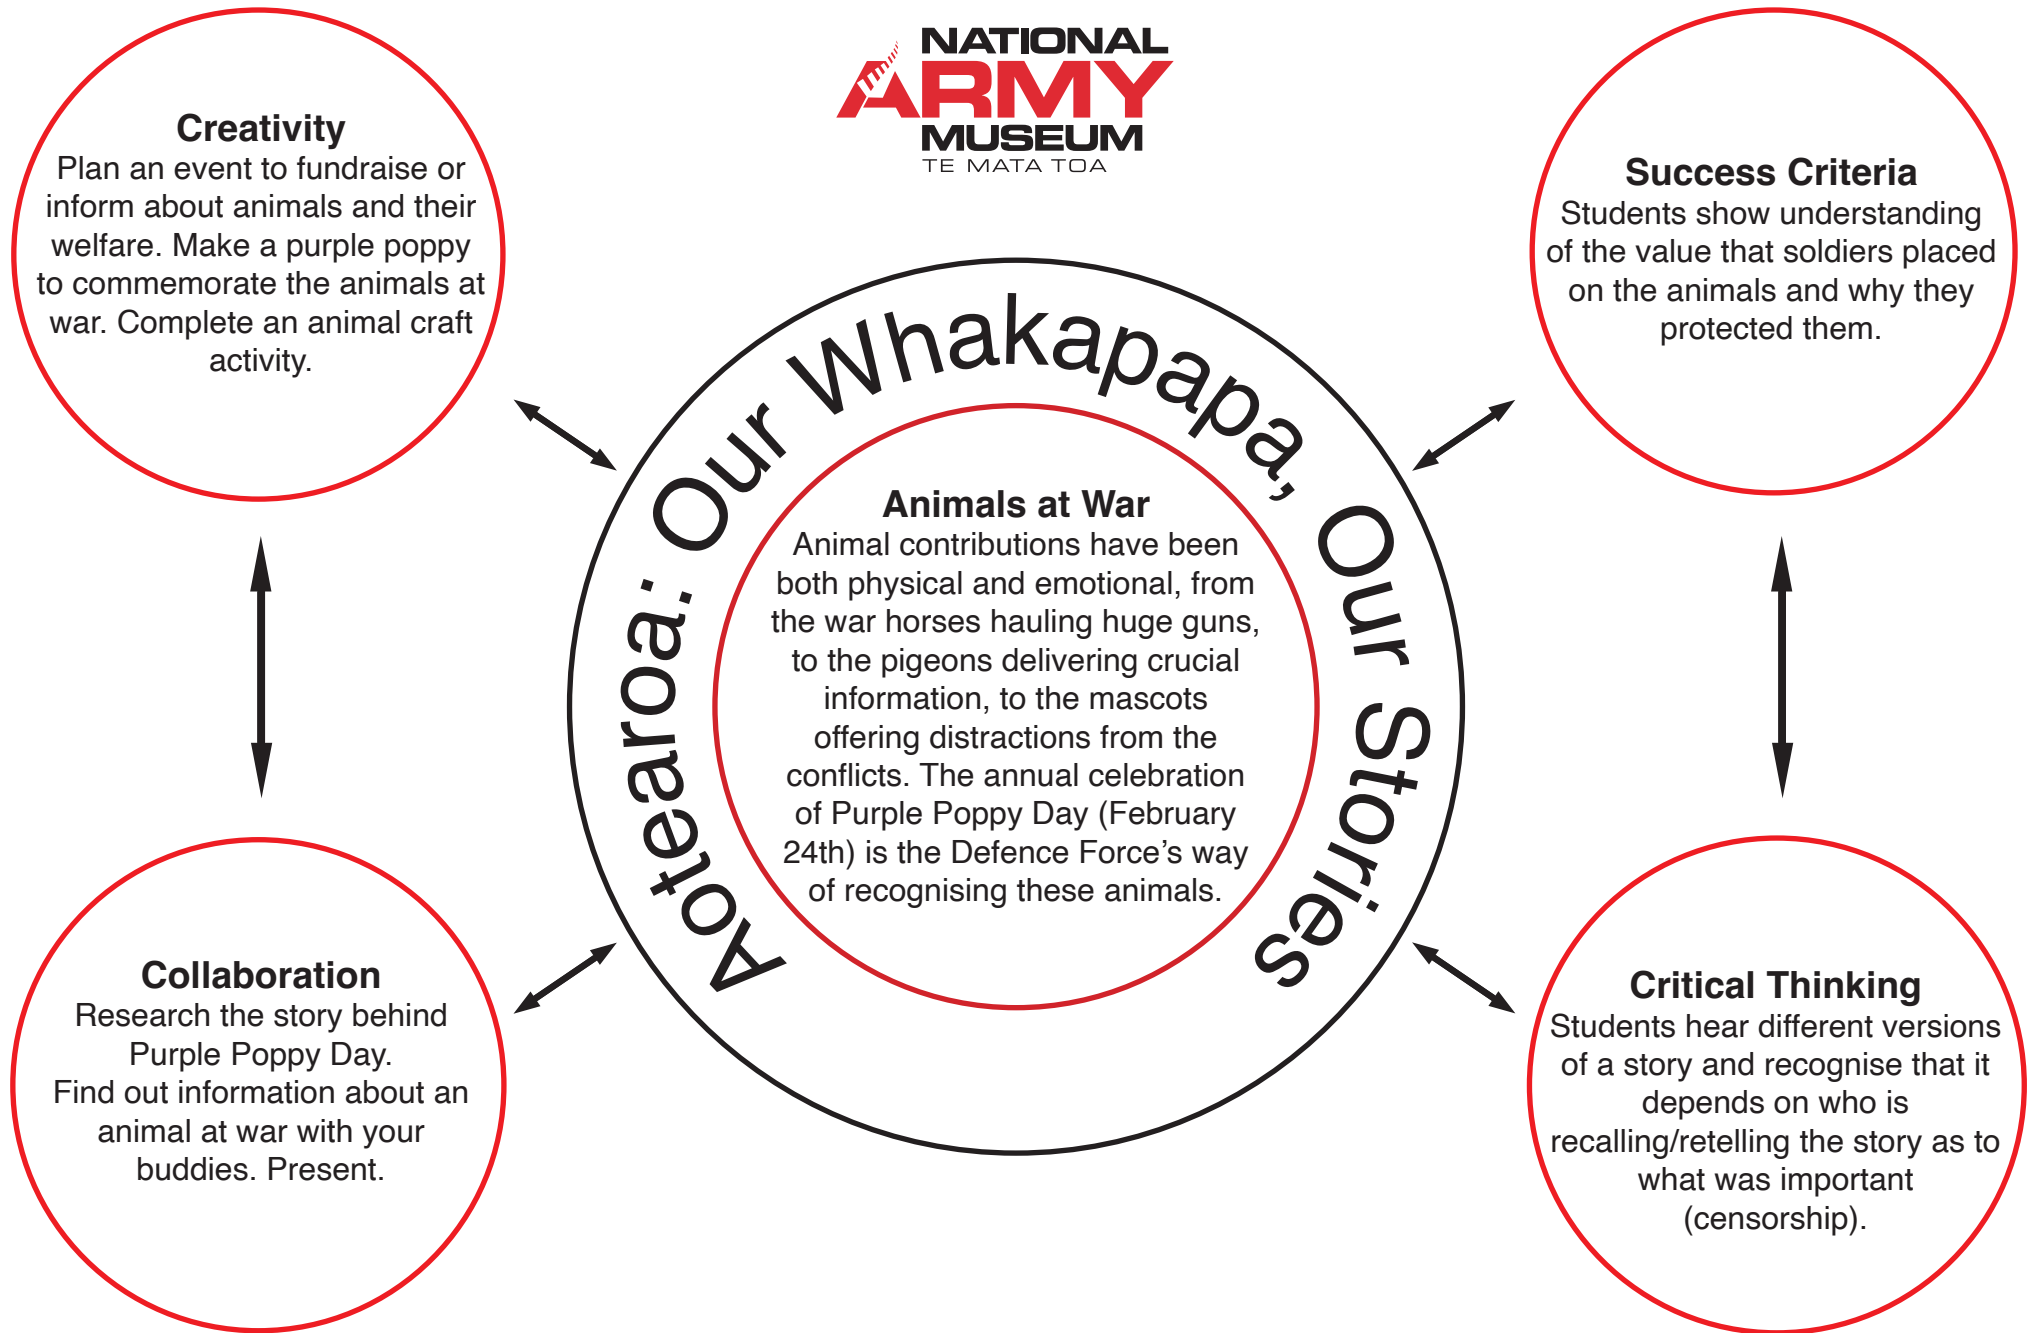 NATIONAL
ARMY
MUSEUM
TE MATA TOA
Creativity
Plan an event to fundraise or
inform about animals and their
welfare. Make a purple poppy
to commemorate the animals at
war. Complete an animal craft
activity.
Success Criteria
Students show understanding
of the value that soldiers placed
on the animals and why they
protected them.
Aotearoa: Our Whakapapa, Our Stories
Animals at War
Animal contributions have been
both physical and emotional, from
the war horses hauling huge guns,
to the pigeons delivering crucial
information, to the mascots
offering distractions from the
conflicts. The annual celebration
of Purple Poppy Day (February
24th) is the Defence Force’s way
of recognising these animals.
Collaboration
Research the story behind
Purple Poppy Day.
Find out information about an
animal at war with your
buddies. Present.
Critical Thinking
Students hear different versions
of a story and recognise that it
depends on who is
recalling/retelling the story as to
what was important
(censorship).